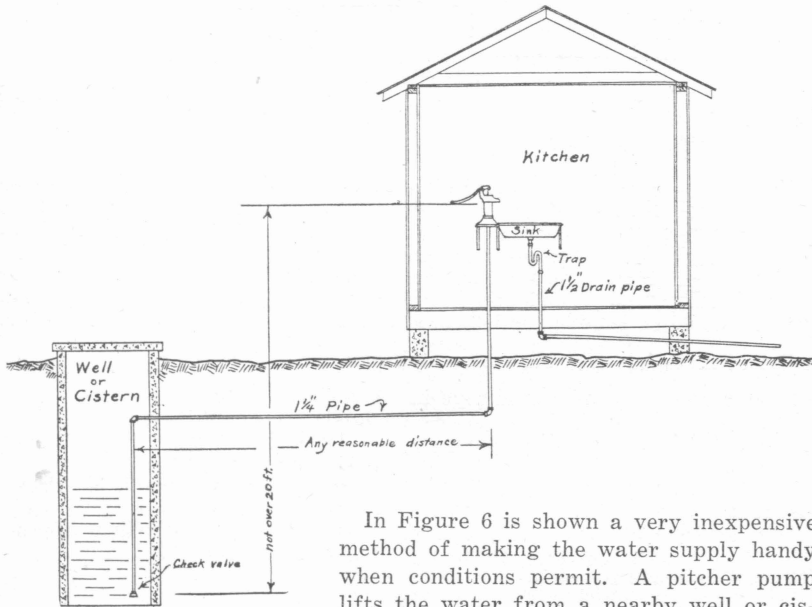 Kitchen
Sink
Trap
1½" Drain pipe
Well
or
Cistern
1¼" Pipe
Any reasonable distance
not over 20 ft.
Check valve
In Figure 6 is shown a very inexpensive
method of making the water supply handy
when conditions permit. A pitcher pump
lifts the water from a nearby well or cis-